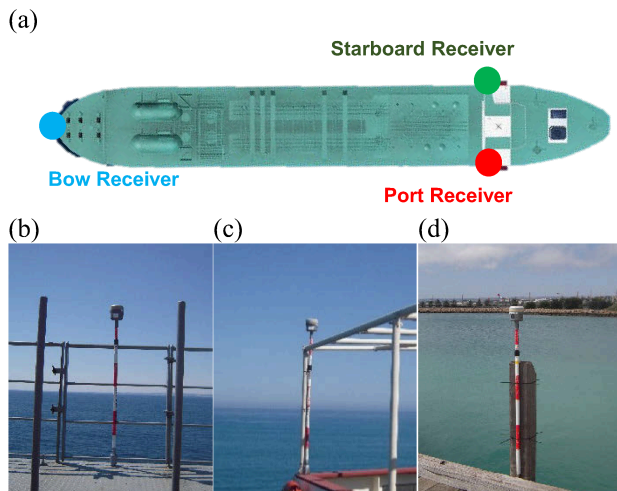 (a)
Starboard Receiver
Bow Receiver
Port Receiver
(b)
(c)
(d)